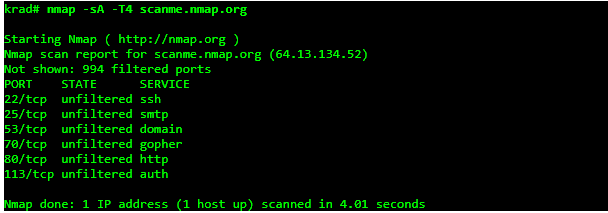 krad# nmap -sA -T4 scanme.nmap.org
Starting Nmap ( http://nmap.org )
Nmap scan report for scanme.nmap.org (64.13.134.52)
Not shown: 994 filtered ports
PORT    STATE      SERVICE
22/tcp  unfiltered ssh
25/tcp  unfiltered smtp
53/tcp  unfiltered domain
70/tcp  unfiltered gopher
80/tcp  unfiltered http
113/tcp unfiltered auth
Nmap done: 1 IP address (1 host up) scanned in 4.01 seconds